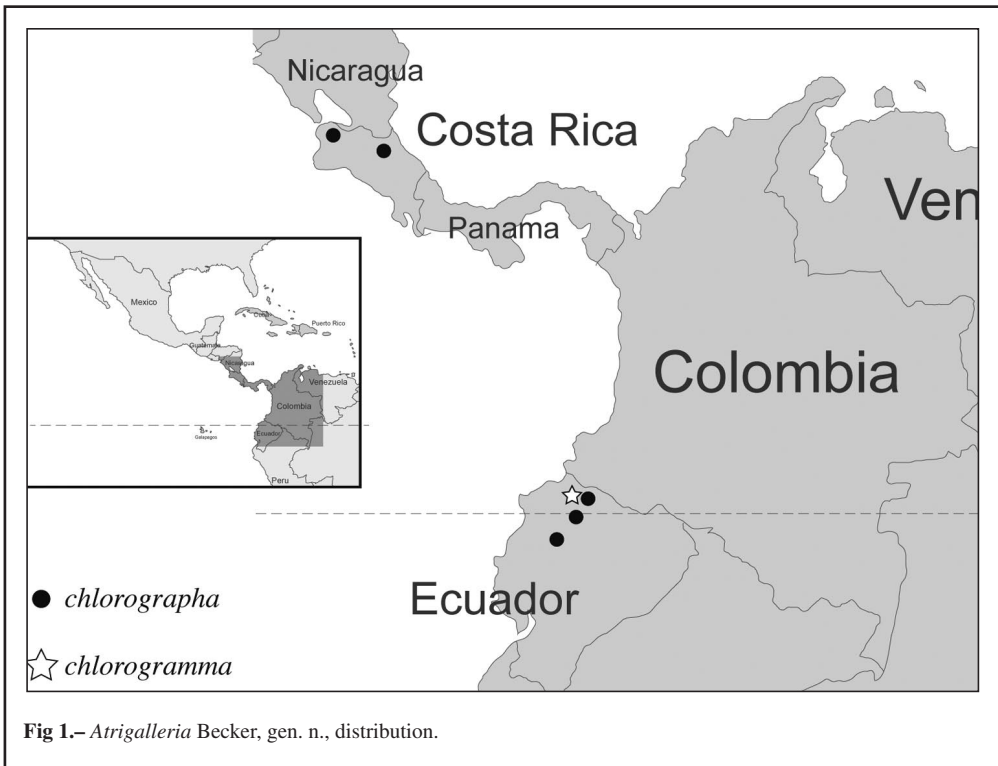 Nicaragua
Costa Rica
Panama
Ven
Colombia
Ecuador
Mexico
Cuba
Puerto Rico
Guatemala
Nicaragua
Venezuela
Colombia
Ecuador
Galapagos
Peru
chlorographa
chlorogramma
Fig 1.– Atrigalleria Becker, gen. n., distribution.